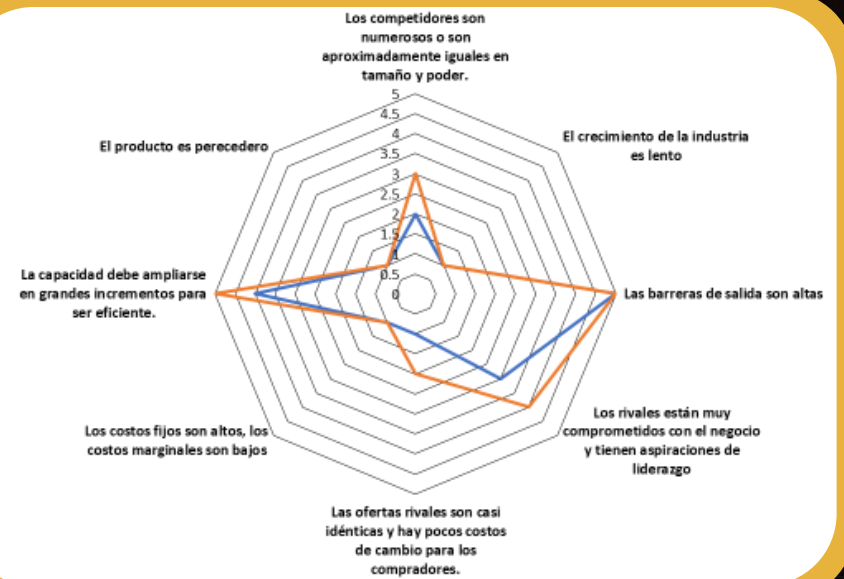 Los competidores son
numerosos o son
aproximadamente iguales en
tamaño y poder.
El crecimiento de la industria
es lento
Las barreras de salida son altas
Los rivales están muy
comprometidos con el negocio
y tienen aspiraciones de
liderazgo
Las ofertas rivales son casi
idénticas y hay pocos costos
de cambio para los
compradores.
Los costos fijos son altos, los
costos marginales son bajos
La capacidad debe ampliarse
en grandes incrementos para
ser eficiente.
El producto es perecedero
5
4.5
4
3.5
3
2.5
2
1.5
1
0.5
0